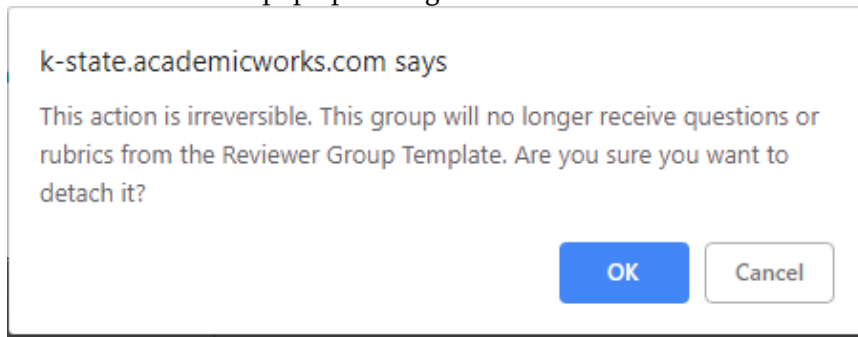 k-state.academicworks.com says
This action is irreversible. This group will no longer receive questions or
rubrics from the Reviewer Group Template. Are you sure you want to
detach it?
OK
Cancel